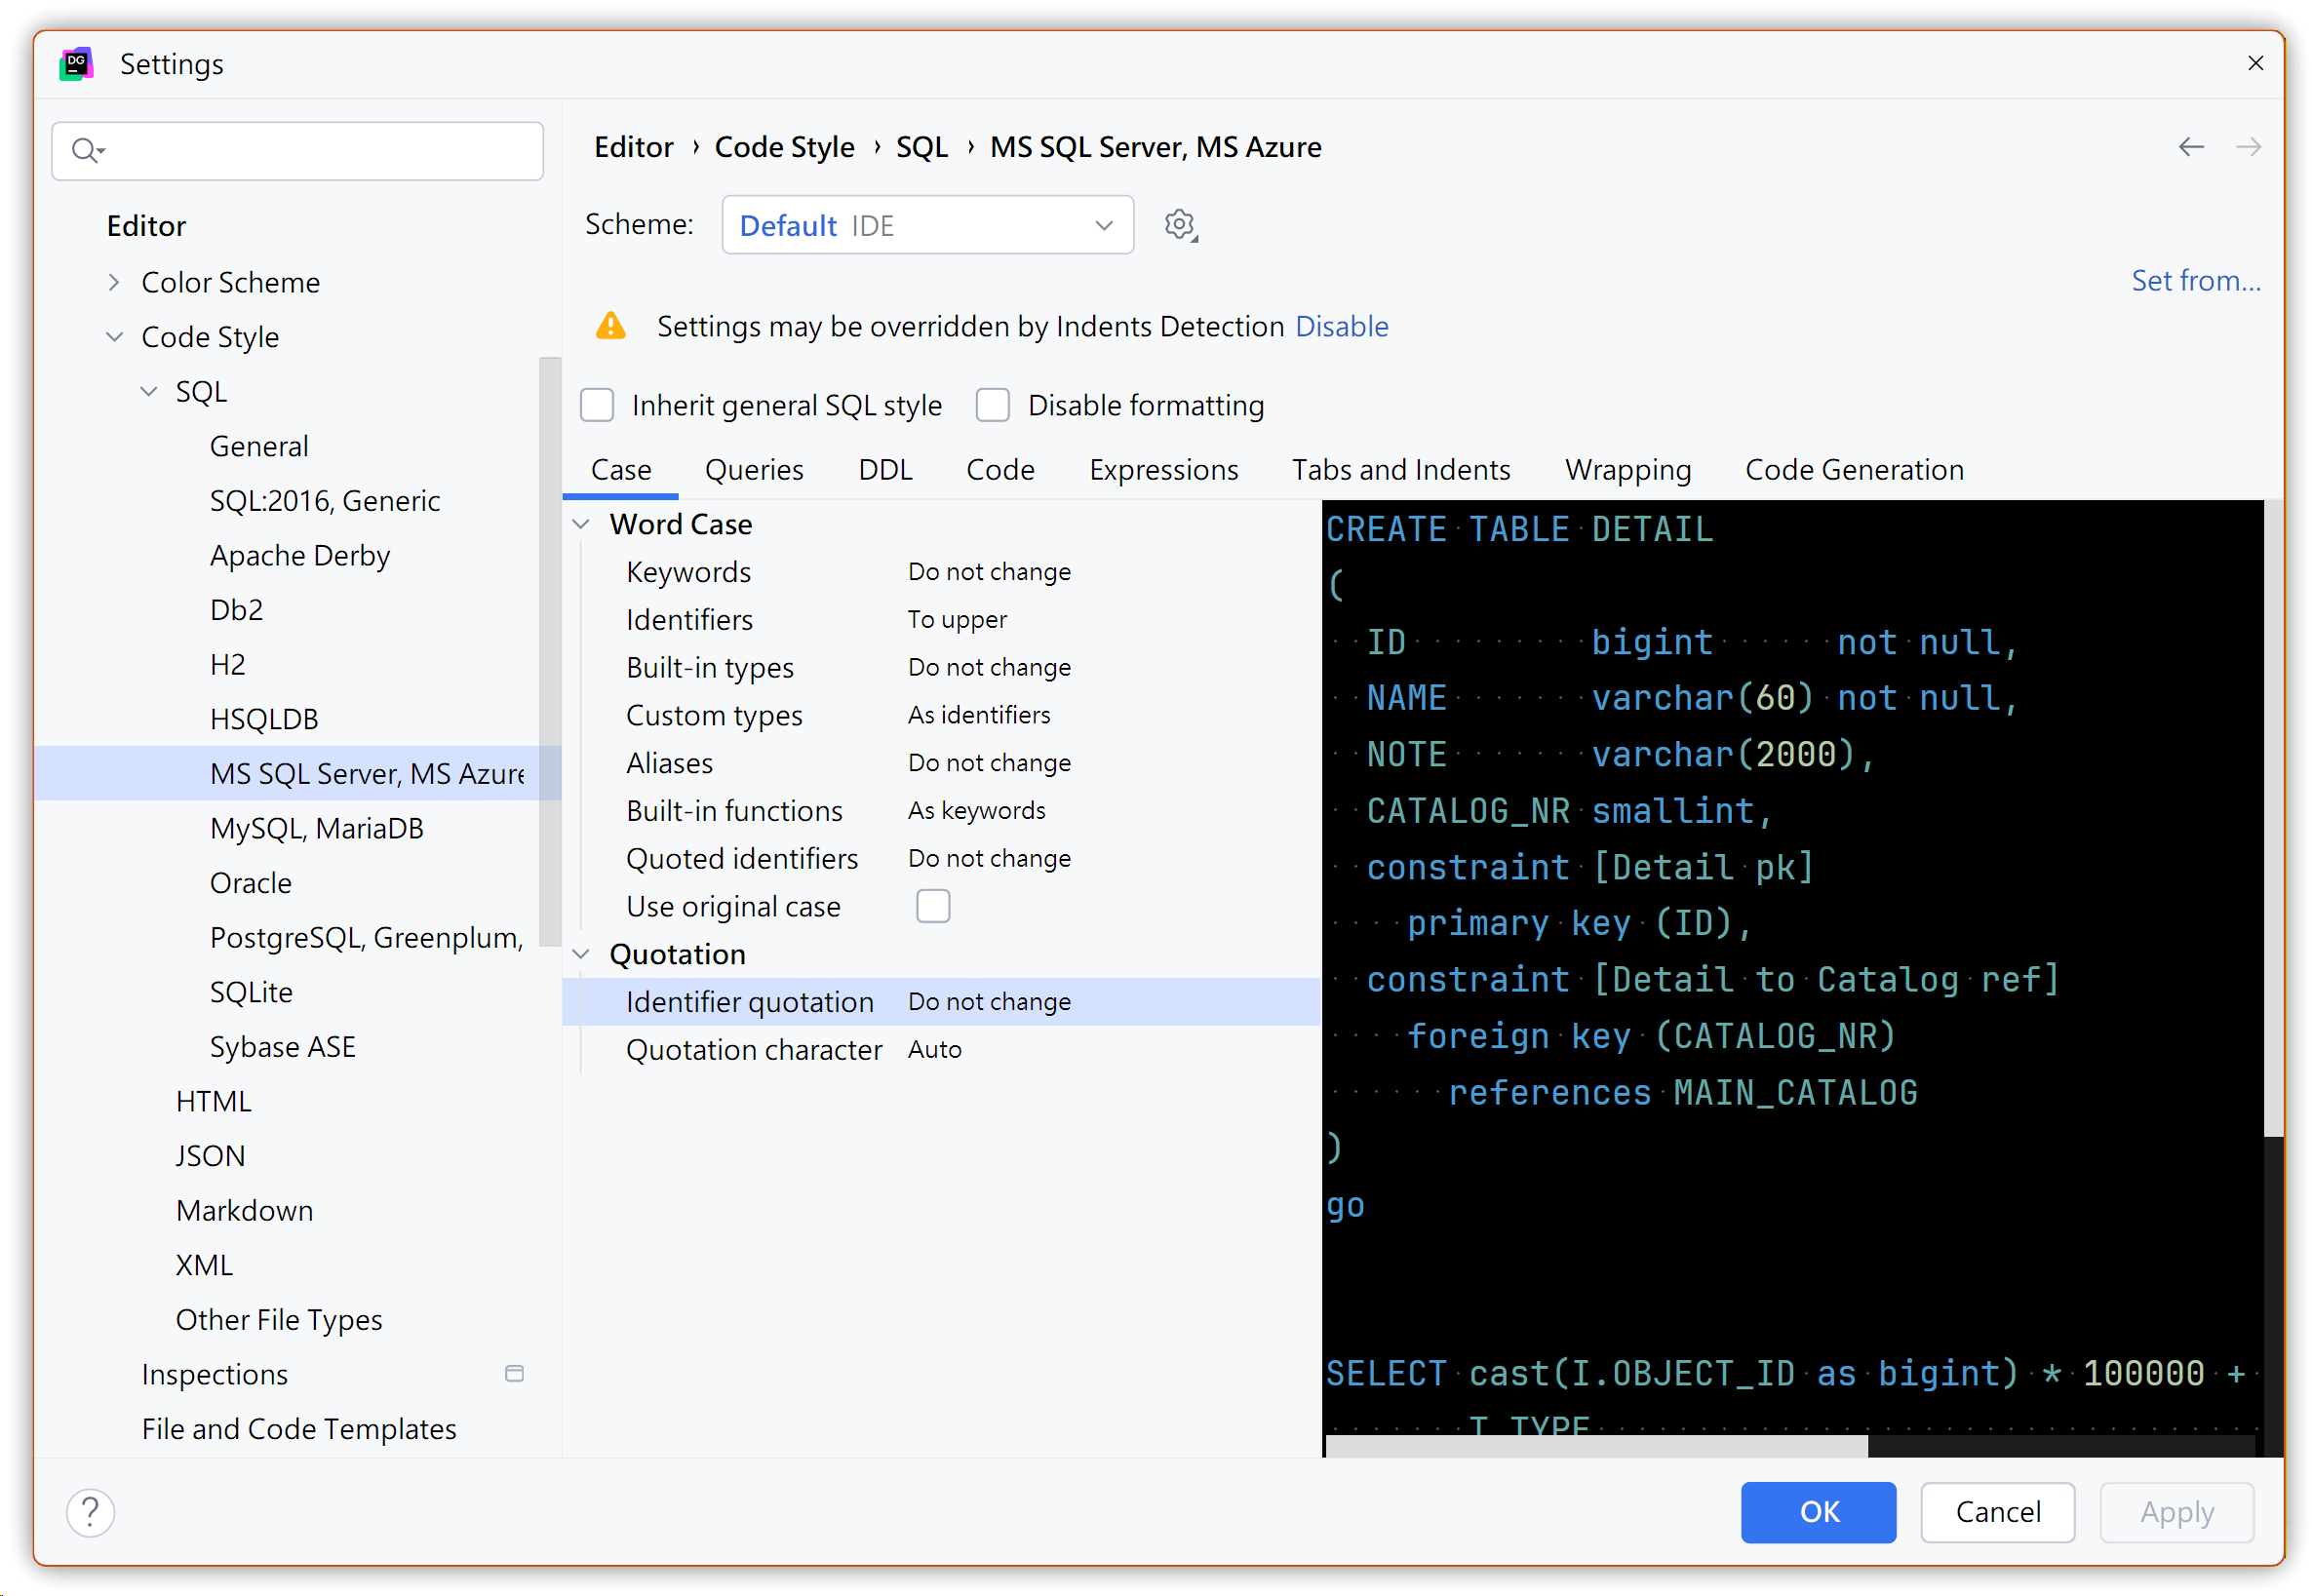 DG
Settings
Editor
Color Scheme
Code Style
SQL
General
SQL:2016, Generic
Apache Derby
Db2
H2
HSQLDB
MS SQL Server, MS Azure
MySQL, MariaDB
Oracle
PostgreSQL, Greenplum,
SQLite
Sybase ASE
HTML
JSON
Markdown
XML
Other File Types
Inspections
File and Code Templates
Editor › Code Style › SQL › MS SQL Server, MS Azure
Scheme: Default IDE
Set from...
Settings may be overridden by Indents Detection Disable
Inherit general SQL style Disable formatting
Case Queries DDL Code Expressions Tabs and Indents Wrapping Code Generation
Word Case
Keywords Do not change
Identifiers To upper
Built-in types Do not change
Custom types As identifiers
Aliases Do not change
Built-in functions As keywords
Quoted identifiers Do not change
Use original case
Quotation
Identifier quotation Do not change
Quotation character Auto
CREATE TABLE DETAIL
(
ID bigint not null,
NAME varchar(60) not null,
NOTE varchar(2000),
CATALOG_NR smallint,
constraint [Detail pk]
primary key (ID),
constraint [Detail to Catalog ref]
foreign key (CATALOG_NR)
references MAIN_CATALOG
)
go
SELECT cast(I.OBJECT_ID as bigint) * 100000 +
? OK Cancel Apply